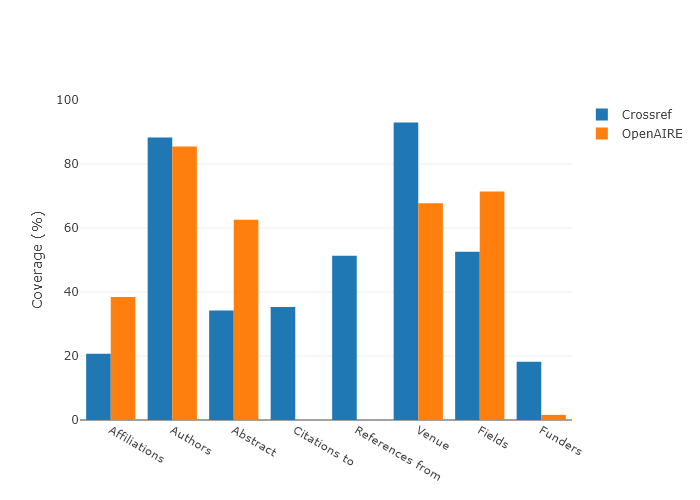 100
80
60
40
20
0
Coverage (%)
Affiliations
Authors
Abstract
Citations to
References from
Venue
Fields
Funders
Crossref
OpenAIRE